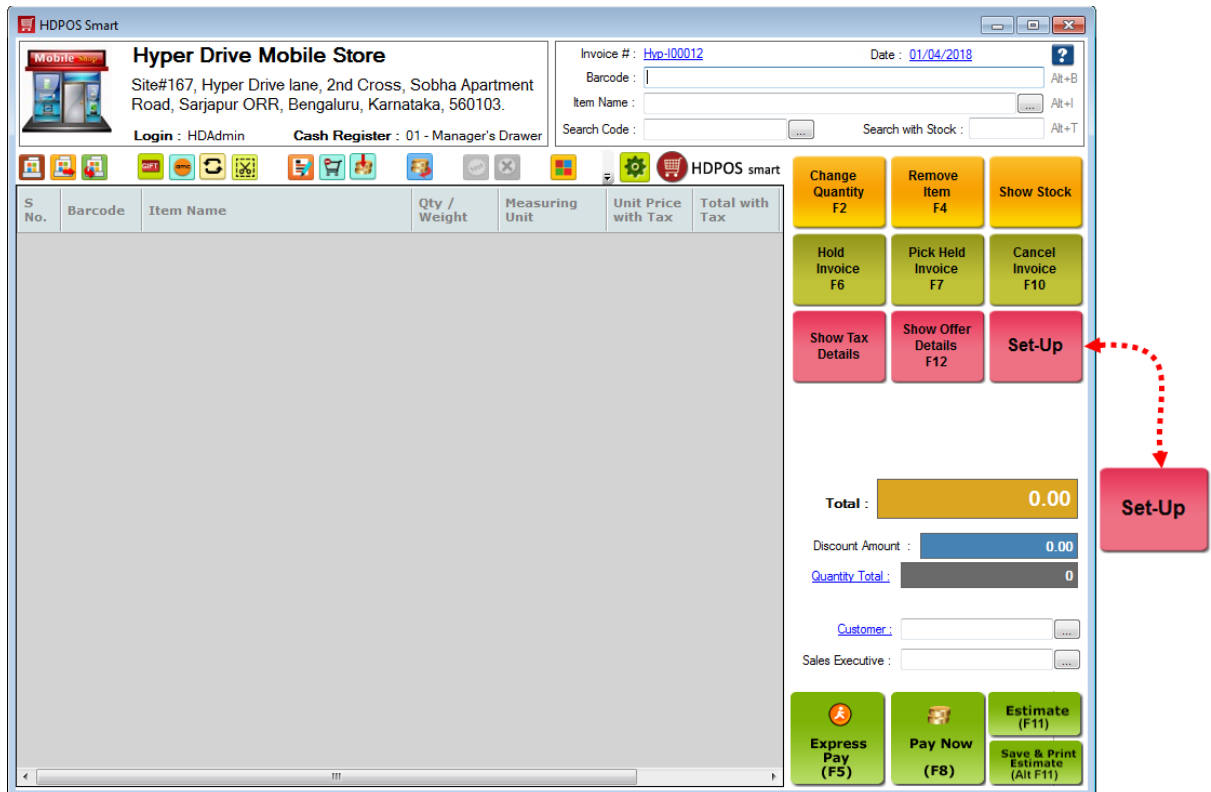 HDPOS Smart
Mobile Shop
Hyper Drive Mobile Store
Site#167, Hyper Drive lane, 2nd Cross, Sobha Apartment
Road, Sarjapur ORR, Bengaluru, Karnataka, 560103.
Login : HDAdmin Cash Register : 01 - Manager's Drawer
Invoice # : Hyp-I00012 Date : 01/04/2018 ?
Barcode : Alt+B
Item Name : ... Alt+I
Search Code : ... Search with Stock : Alt+T
GIFT HDPOS smart
S No. Barcode Item Name Qty / Weight Measuring Unit Unit Price with Tax Total with Tax
Change
Quantity
F2
Remove
Item
F4
Show Stock
Hold
Invoice
F6
Pick Held
Invoice
F7
Cancel
Invoice
F10
Show Tax
Details
Show Offer
Details
F12
Set-Up
Set-Up
Total : 0.00
Discount Amount : 0.00
Quantity Total : 0
Customer : ...
Sales Executive : ...
Express
Pay
(F5)
Pay Now
(F8)
Estimate
(F11)
Save & Print
Estimate
(Alt F11)